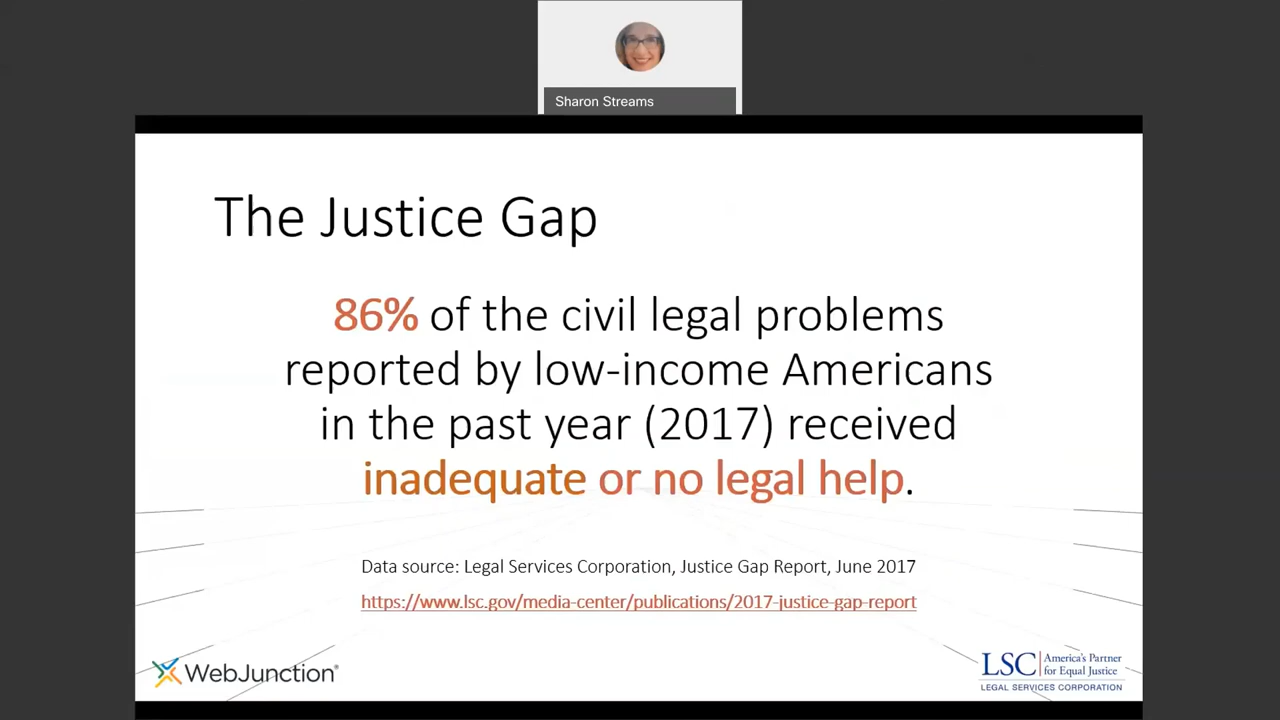 Sharon Streams
The Justice Gap
86% of the civil legal problems
reported by low-income Americans
in the past year (2017) received
inadequate or no legal help.
Data source: Legal Services Corporation, Justice Gap Report, June 2017
https://www.lsc.gov/media-center/publications/2017-justice-gap-report
WebJunction®
LSC America's Partner
for Equal Justice
LEGAL SERVICES CORPORATION